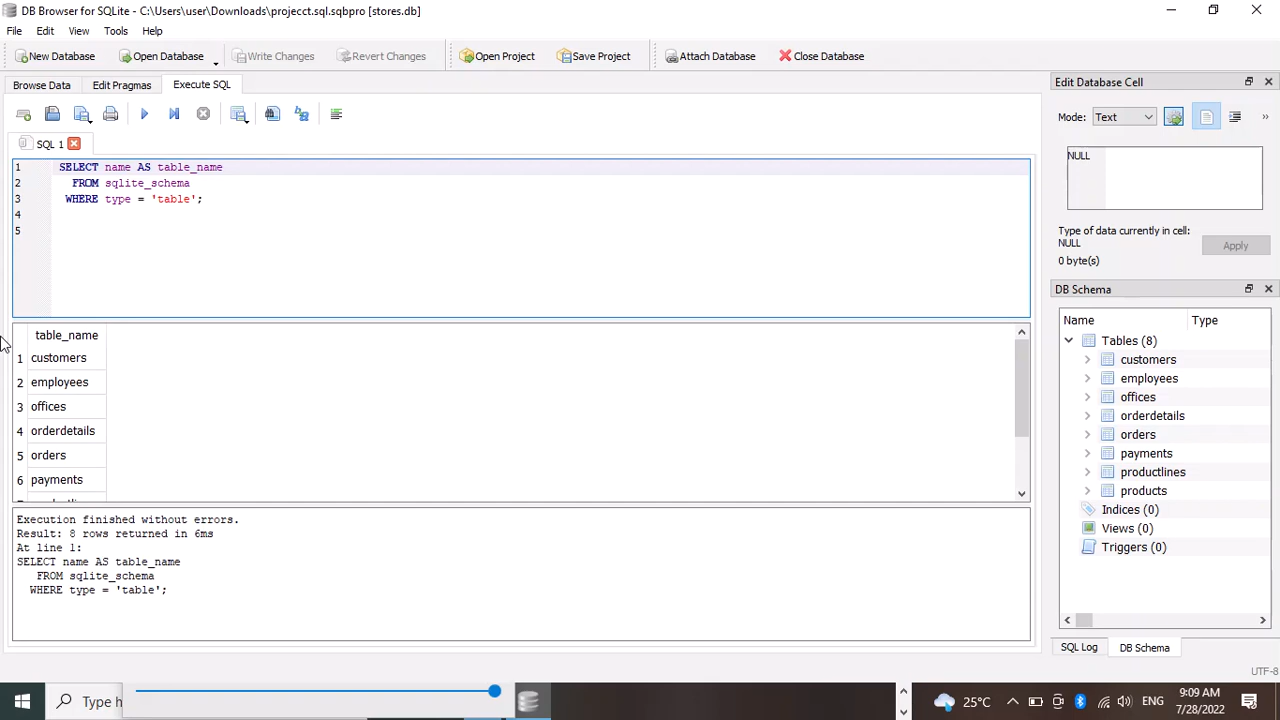 DB Browser for SQLite - C:\Users\user\Downloads\projecct.sql.sqbpro [stores.db]
File Edit View Tools Help
New Database Open Database Write Changes Revert Changes Open Project Save Project Attach Database Close Database
Browse Data Edit Pragmas Execute SQL
SQL 1
1 SELECT name AS table_name
2 FROM sqlite_schema
3 WHERE type = 'table';
4
5
table_name
1 customers
2 employees
3 offices
4 orderdetails
5 orders
6 payments
Execution finished without errors.
Result: 8 rows returned in 6ms
At line 1:
SELECT name AS table_name
FROM sqlite_schema
WHERE type = 'table';
Edit Database Cell
Mode: Text
NULL
Type of data currently in cell:
NULL
0 byte(s)
Apply
DB Schema
Name Type
Tables (8)
customers
employees
offices
orderdetails
orders
payments
productlines
products
Indices (0)
Views (0)
Triggers (0)
SQL Log DB Schema
UTF-8
Type h
25°C ENG
9:09 AM
7/28/2022